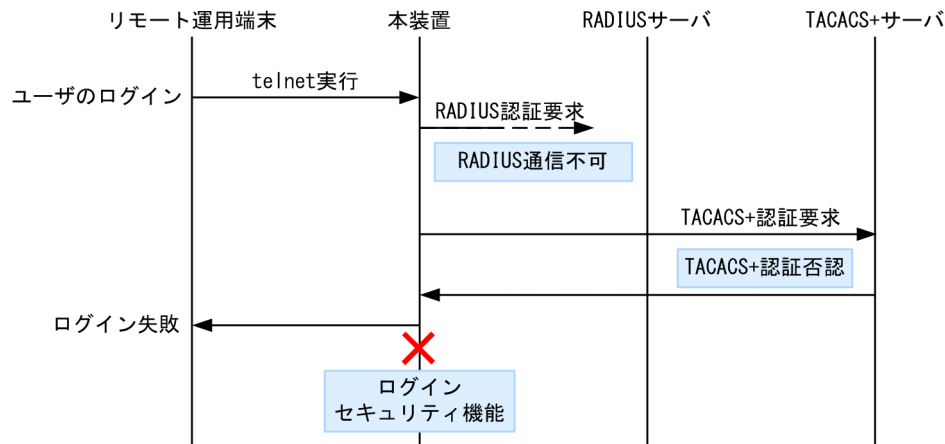 リモート運用端末
本装置
RADIUSサーバ
TACACS+サーバ
telnet実行
ユーザのログイン
RADIUS認証要求
RADIUS通信不可
TACACS+認証要求
TACACS+認証否認
ログイン失敗
ログイン
セキュリティ機能